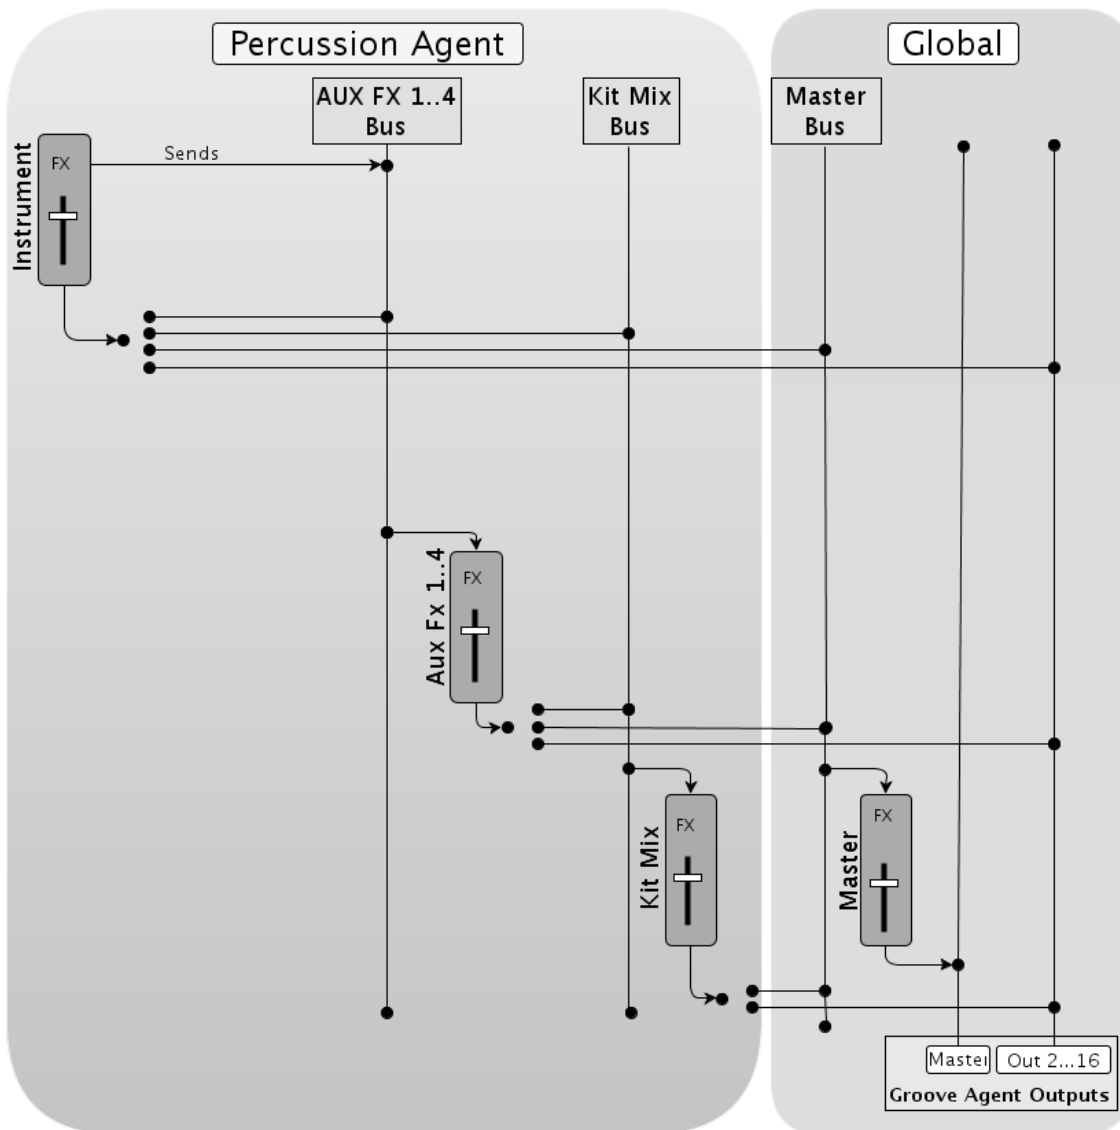 Percussion Agent
Global
AUX FX 1..4
Bus
Kit Mix
Bus
Master
Bus
Instrument
FX
Sends
Aux Fx 1..4
FX
Kit Mix
FX
Master
FX
Master
Out 2...16
Groove Agent Outputs